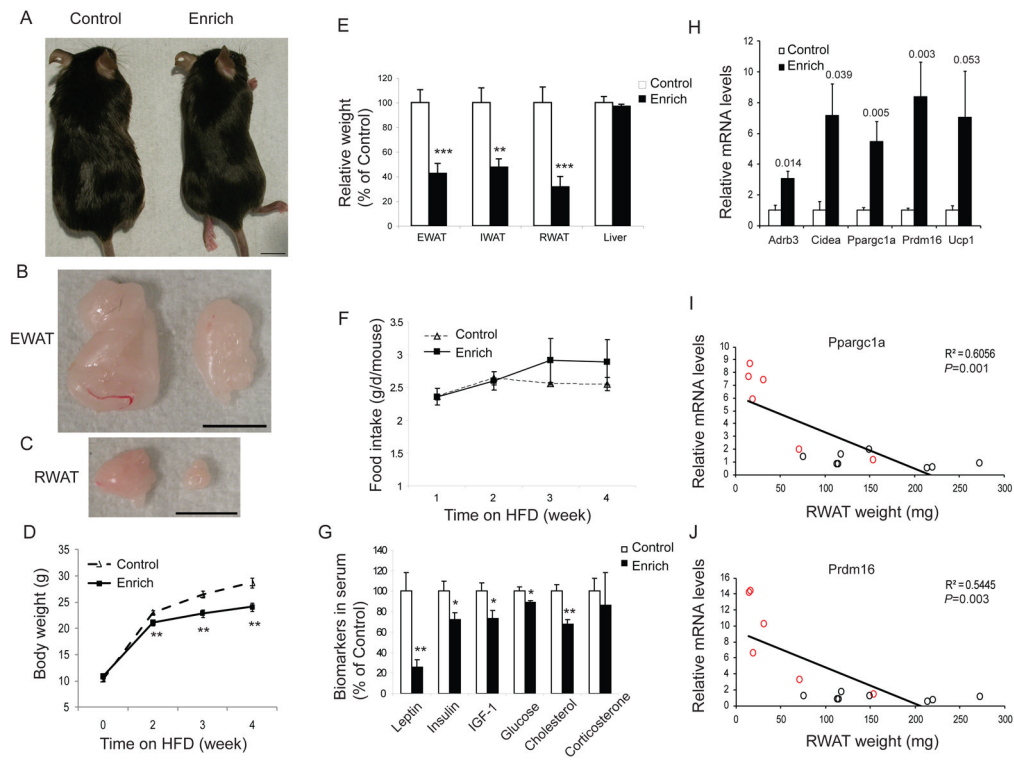 A
Control
Enrich
B
EWAT
C
RWAT
D
Body weight (g)
35
30
25
20
15
10
5
Control
Enrich
**
**
**
0
2
3
4
Time on HFD (week)
E
Relative weight
(% of Control)
120
100
80
60
40
20
0
Control
Enrich
***
**
***
EWAT
IWAT
RWAT
Liver
F
Food intake (g/d/mouse)
3.5
3
2.5
2
1.5
1
Control
Enrich
1
2
3
4
Time on HFD (week)
G
Biomarkers in serum
(% of Control)
140
120
100
80
60
40
20
0
Control
Enrich
**
*
*
*
**
Leptin
Insulin
IGF-1
Glucose
Cholesterol
Corticosterone
H
Relative mRNA levels
12
10
8
6
4
2
0
Control
Enrich
0.014
0.039
0.005
0.003
0.053
Adrb3
Cidea
Ppargc1a
Prdm16
Ucp1
I
Ppargc1a
R² = 0.6056
P=0.001
Relative mRNA levels
10
9
8
7
6
5
4
3
2
1
0
0
50
100
150
200
250
300
RWAT weight (mg)
J
Prdm16
R² = 0.5445
P=0.003
Relative mRNA levels
16
14
12
10
8
6
4
2
0
0
50
100
150
200
250
300
RWAT weight (mg)